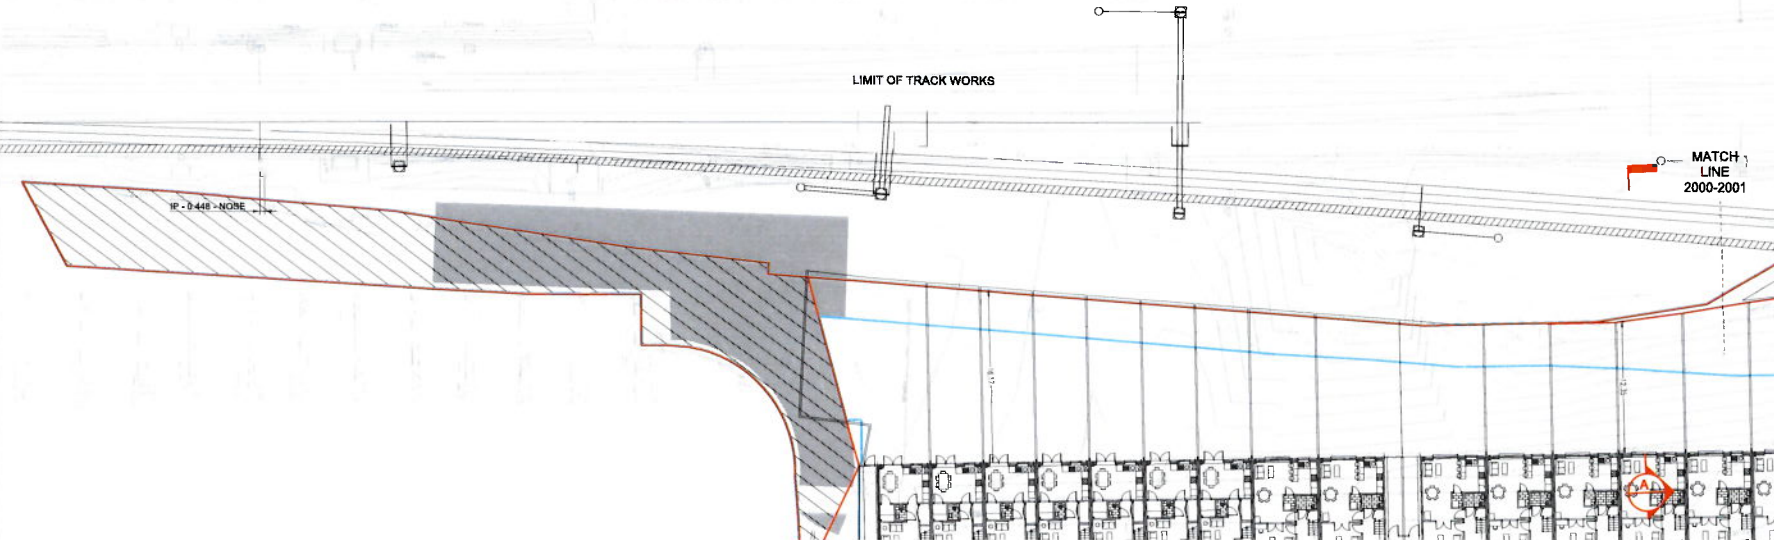 LIMIT OF TRACK WORKS
MATCH
LINE
2000-2001
IP - 0.448 - NOSE
A